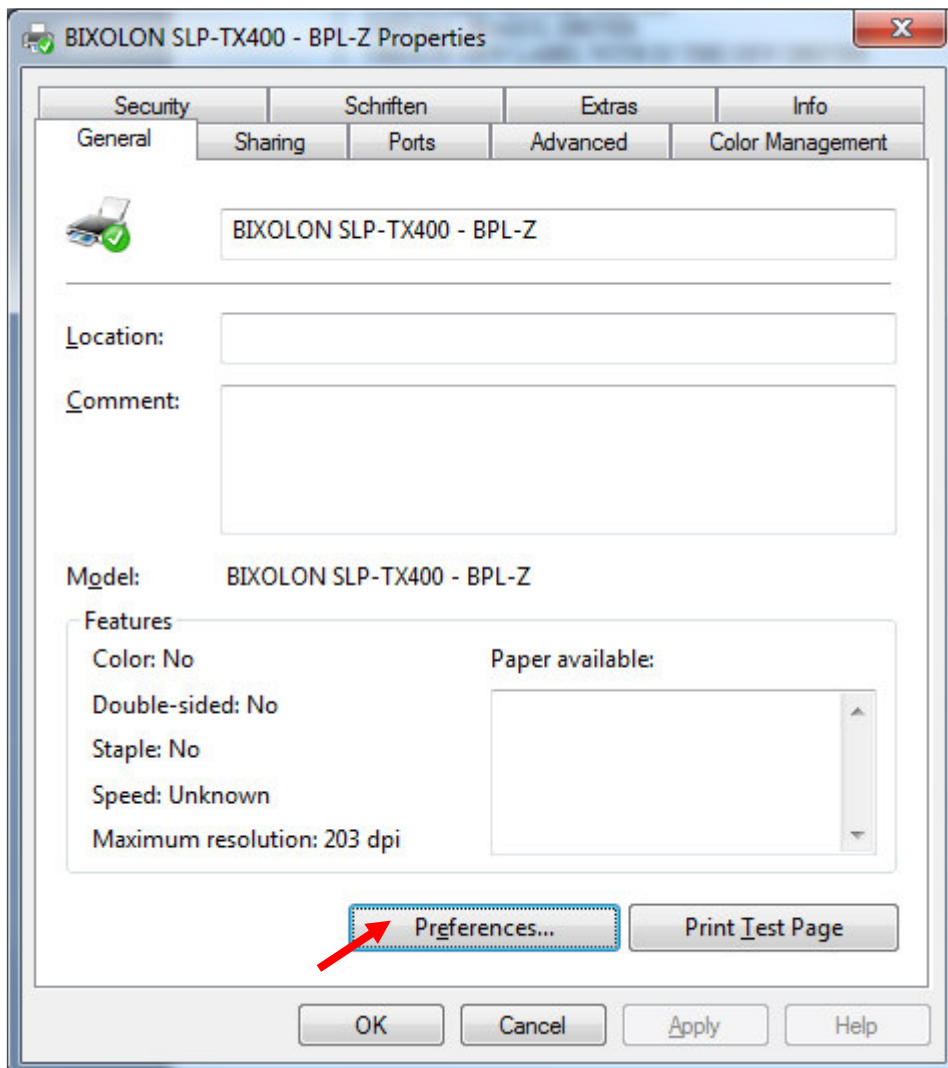 BIXOLON SLP-TX400 - BPL-Z Properties
Security Schriften Extras Info
General Sharing Ports Advanced Color Management
BIXOLON SLP-TX400 - BPL-Z
Location:
Comment:
Model: BIXOLON SLP-TX400 - BPL-Z
Features
Color: No Paper available:
Double-sided: No
Staple: No
Speed: Unknown
Maximum resolution: 203 dpi
Preferences... Print Test Page
OK Cancel Apply Help